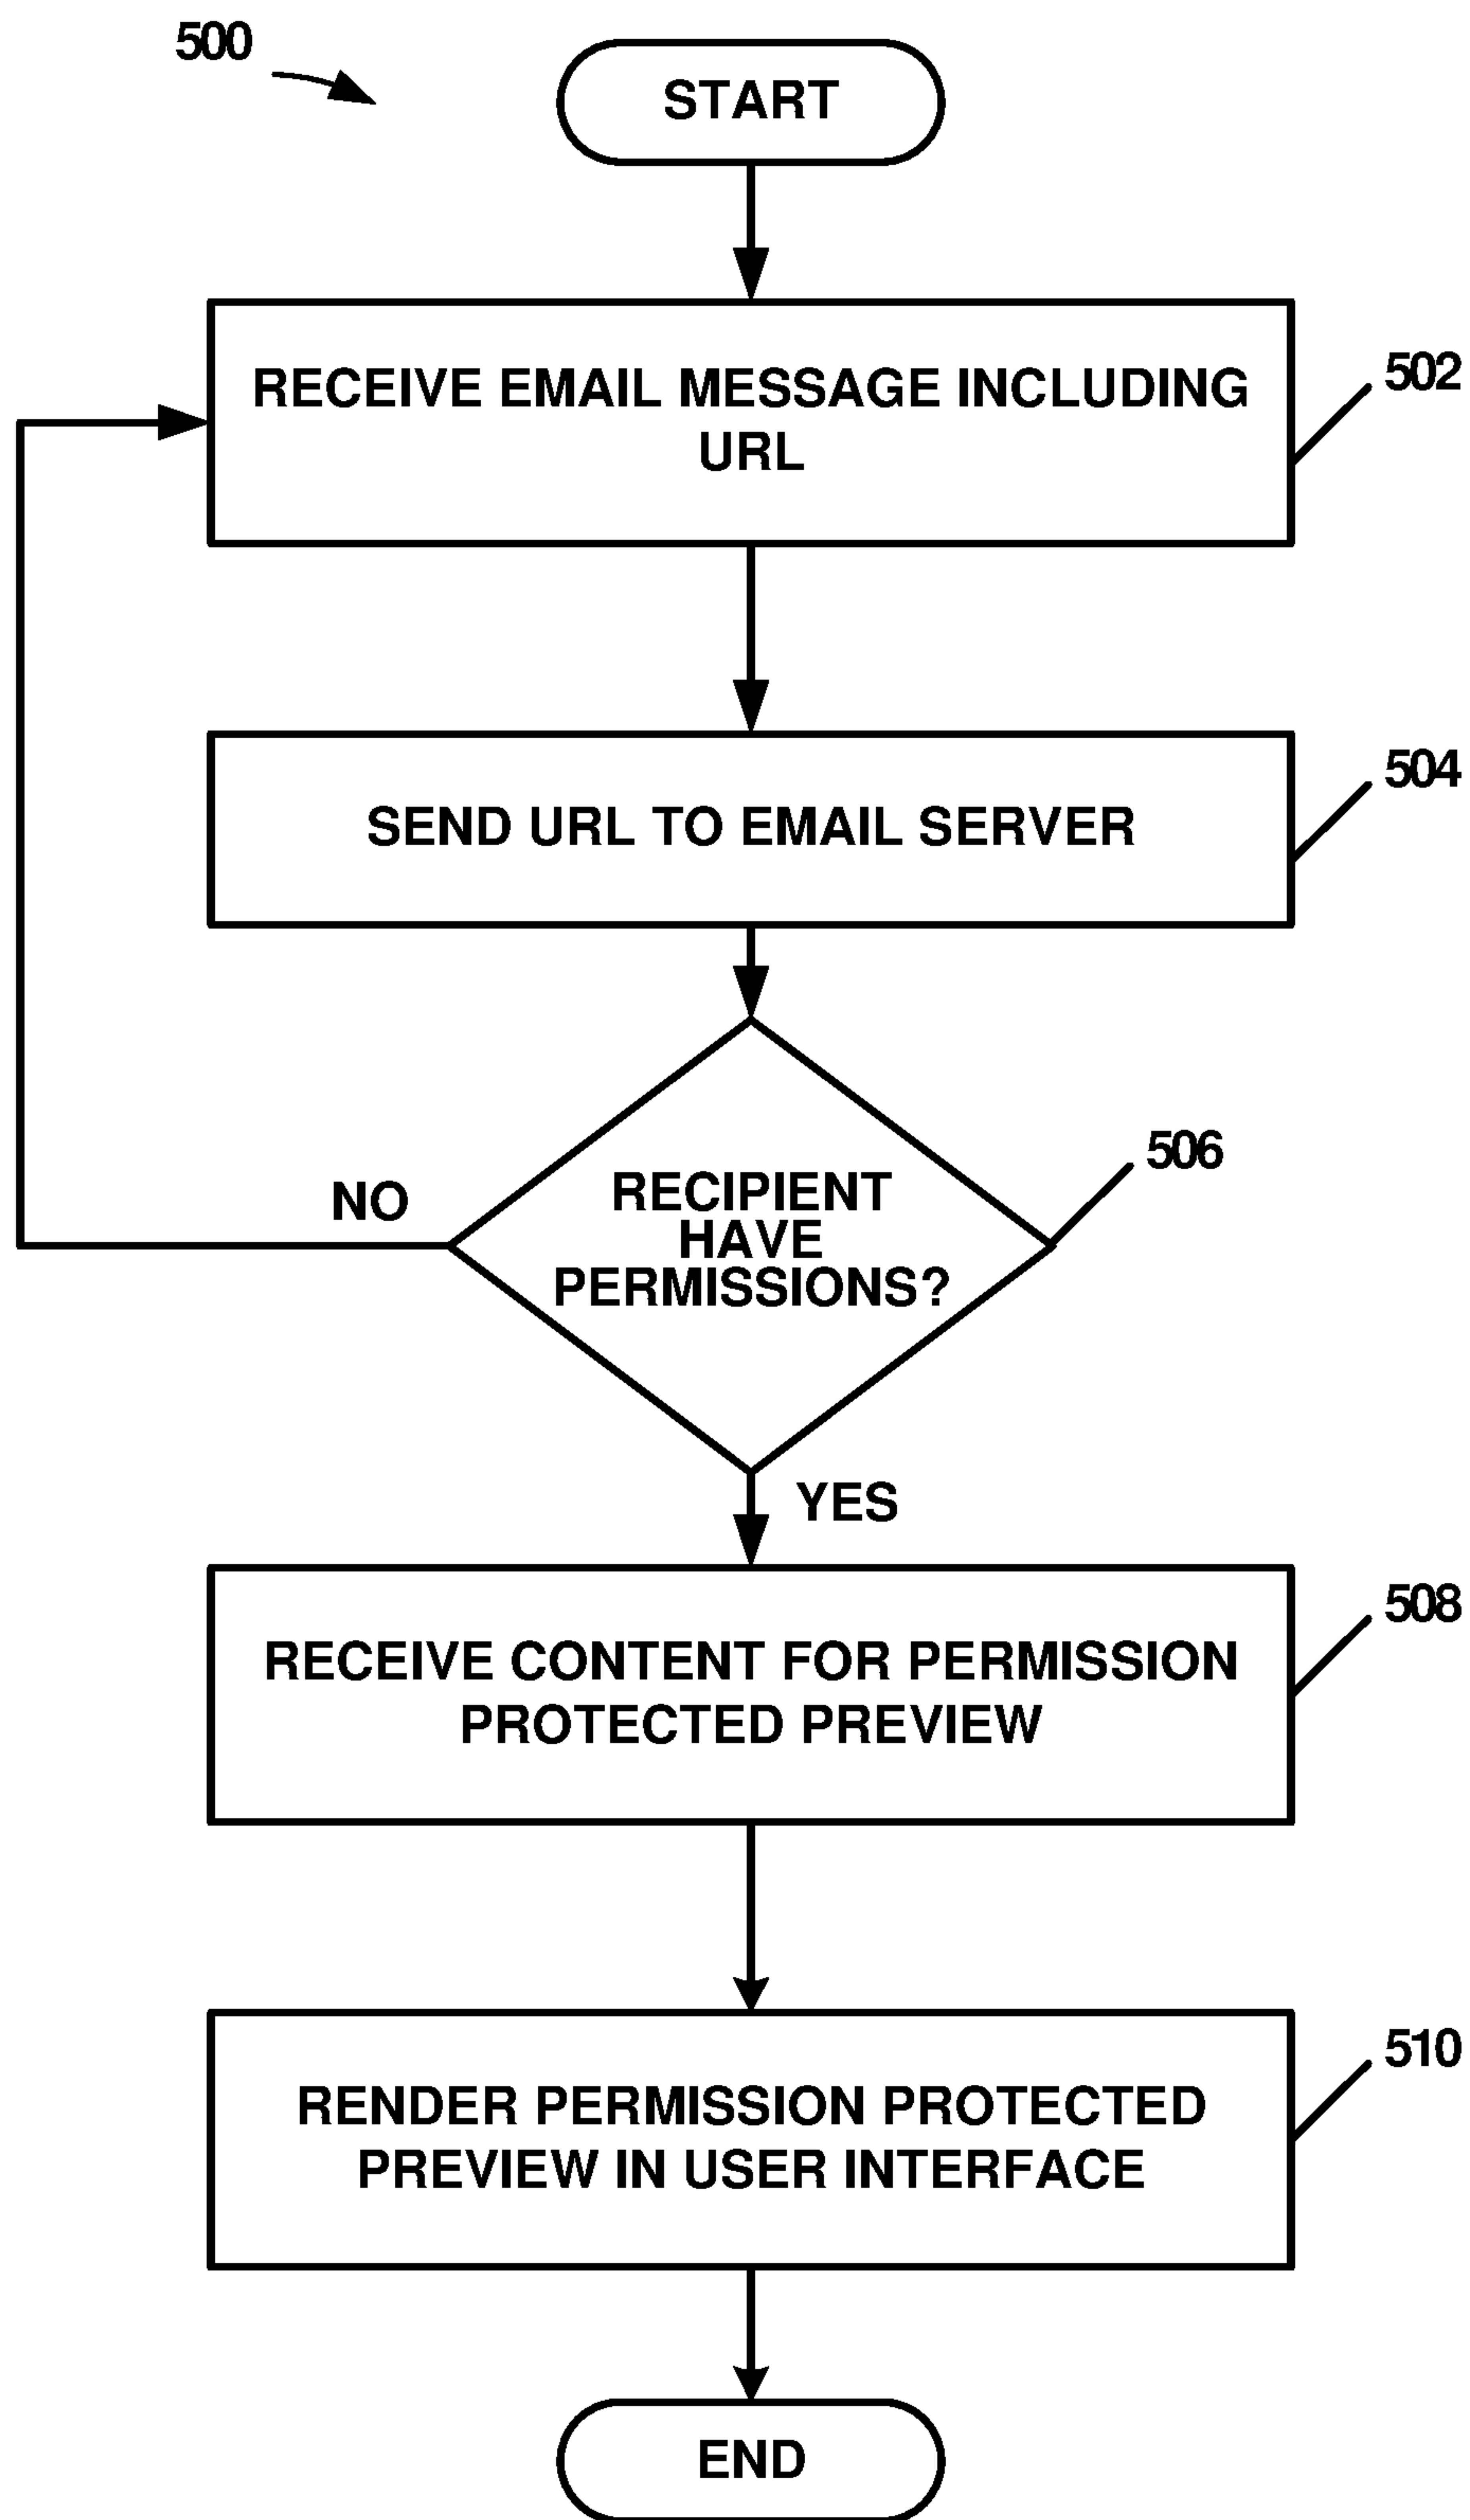 500
START
RECEIVE EMAIL MESSAGE INCLUDING
URL
502
SEND URL TO EMAIL SERVER
504
RECIPIENT
HAVE
PERMISSIONS?
506
NO
YES
RECEIVE CONTENT FOR PERMISSION
PROTECTED PREVIEW
508
RENDER PERMISSION PROTECTED
PREVIEW IN USER INTERFACE
510
END